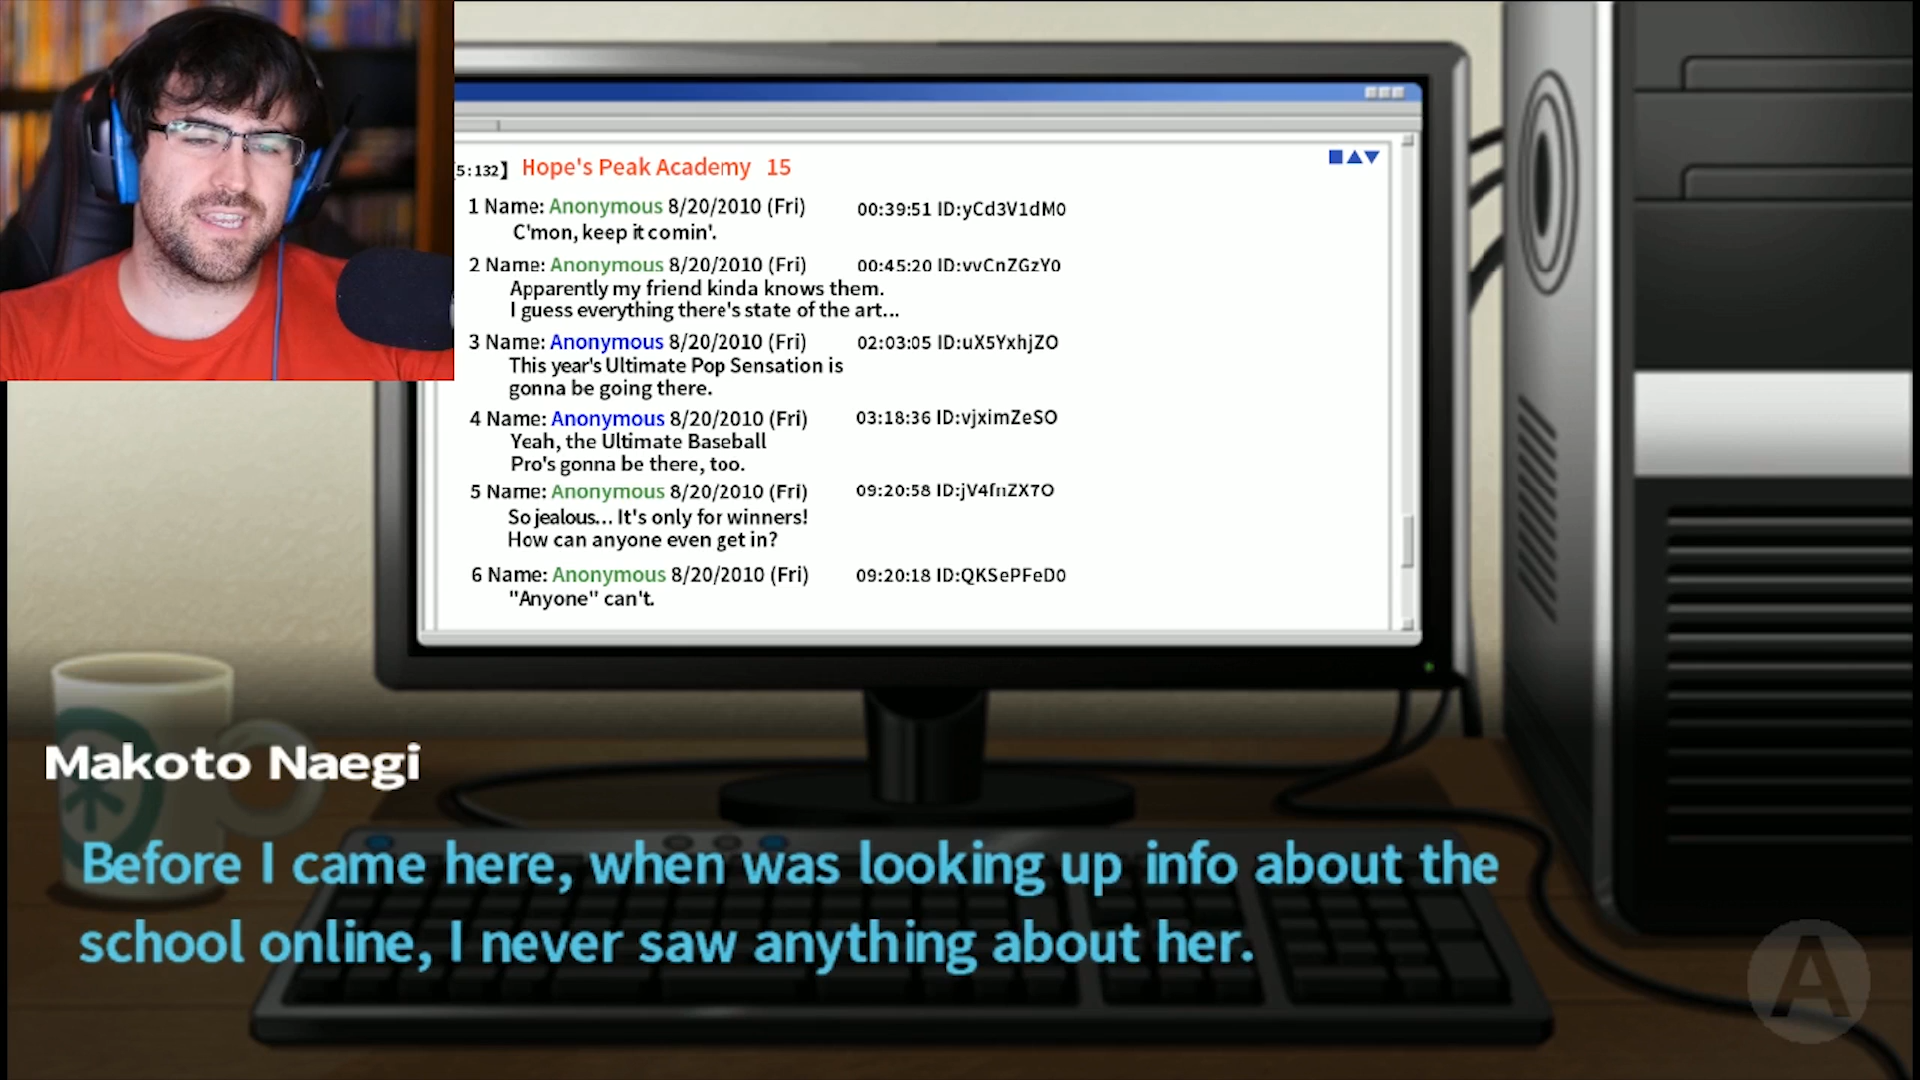 5:132】 Hope's Peak Academy 15
1 Name: Anonymous 8/20/2010 (Fri) 00:39:51 ID:yCd3V1dM0
C'mon, keep it comin'.
2 Name: Anonymous 8/20/2010 (Fri) 00:45:20 ID:vvCnZGzY0
Apparently my friend kinda knows them.
I guess everything there's state of the art...
3 Name: Anonymous 8/20/2010 (Fri) 02:03:05 ID:uX5YxhjZO
This year's Ultimate Pop Sensation is
gonna be going there.
4 Name: Anonymous 8/20/2010 (Fri) 03:18:36 ID:vjximZeSO
Yeah, the Ultimate Baseball
Pro's gonna be there, too.
5 Name: Anonymous 8/20/2010 (Fri) 09:20:58
So jealous... It's only for winners!
How can anyone even get in?
6 Name: Anonymous 8/20/2010 (Fri) 09:20:18 ID:QKSePFeD0
"Anyone" can't.
Makoto Naegi
Before I came here, when was looking up info about the
school online, I never saw anything about her.
A